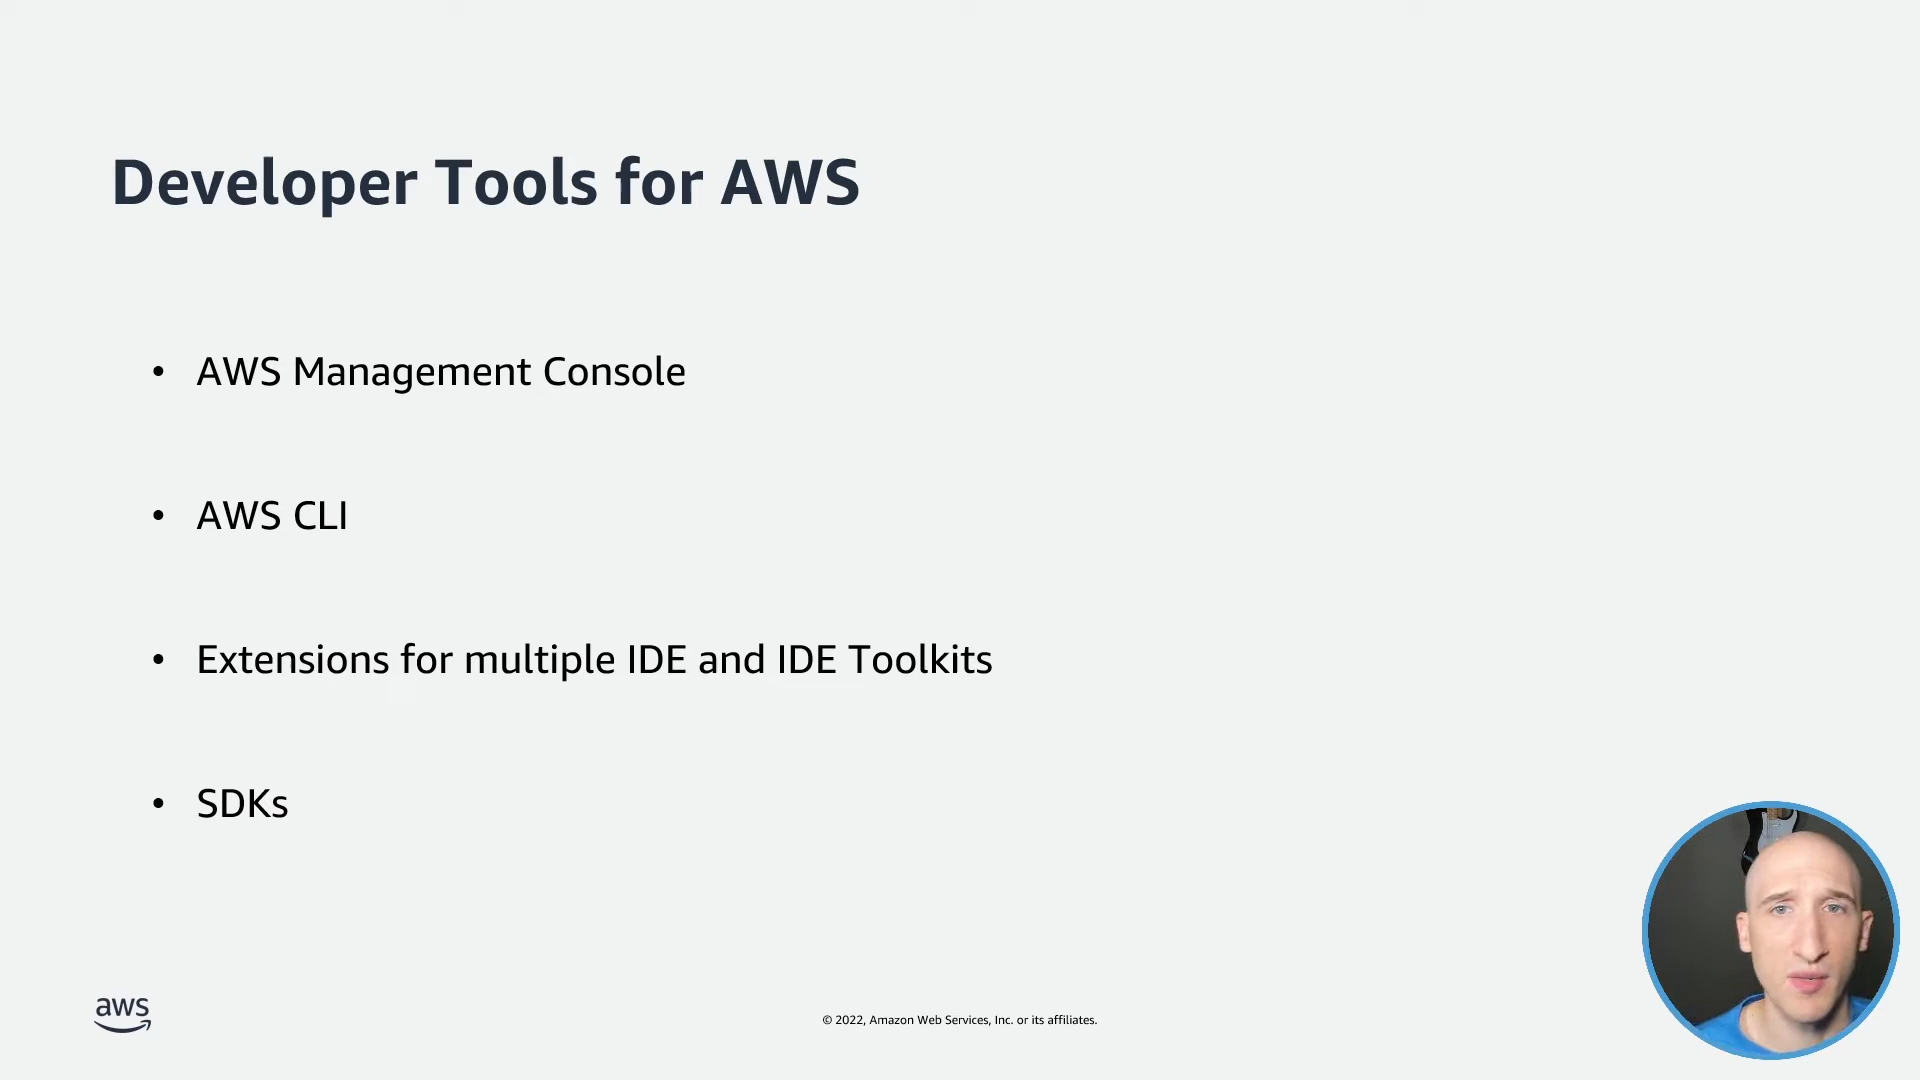 Developer Tools for AWS
• AWS Management Console
• AWS CLI
• Extensions for multiple IDE and IDE Toolkits
• SDKs
aws
© 2022, Amazon Web Services, Inc. or its affiliates.